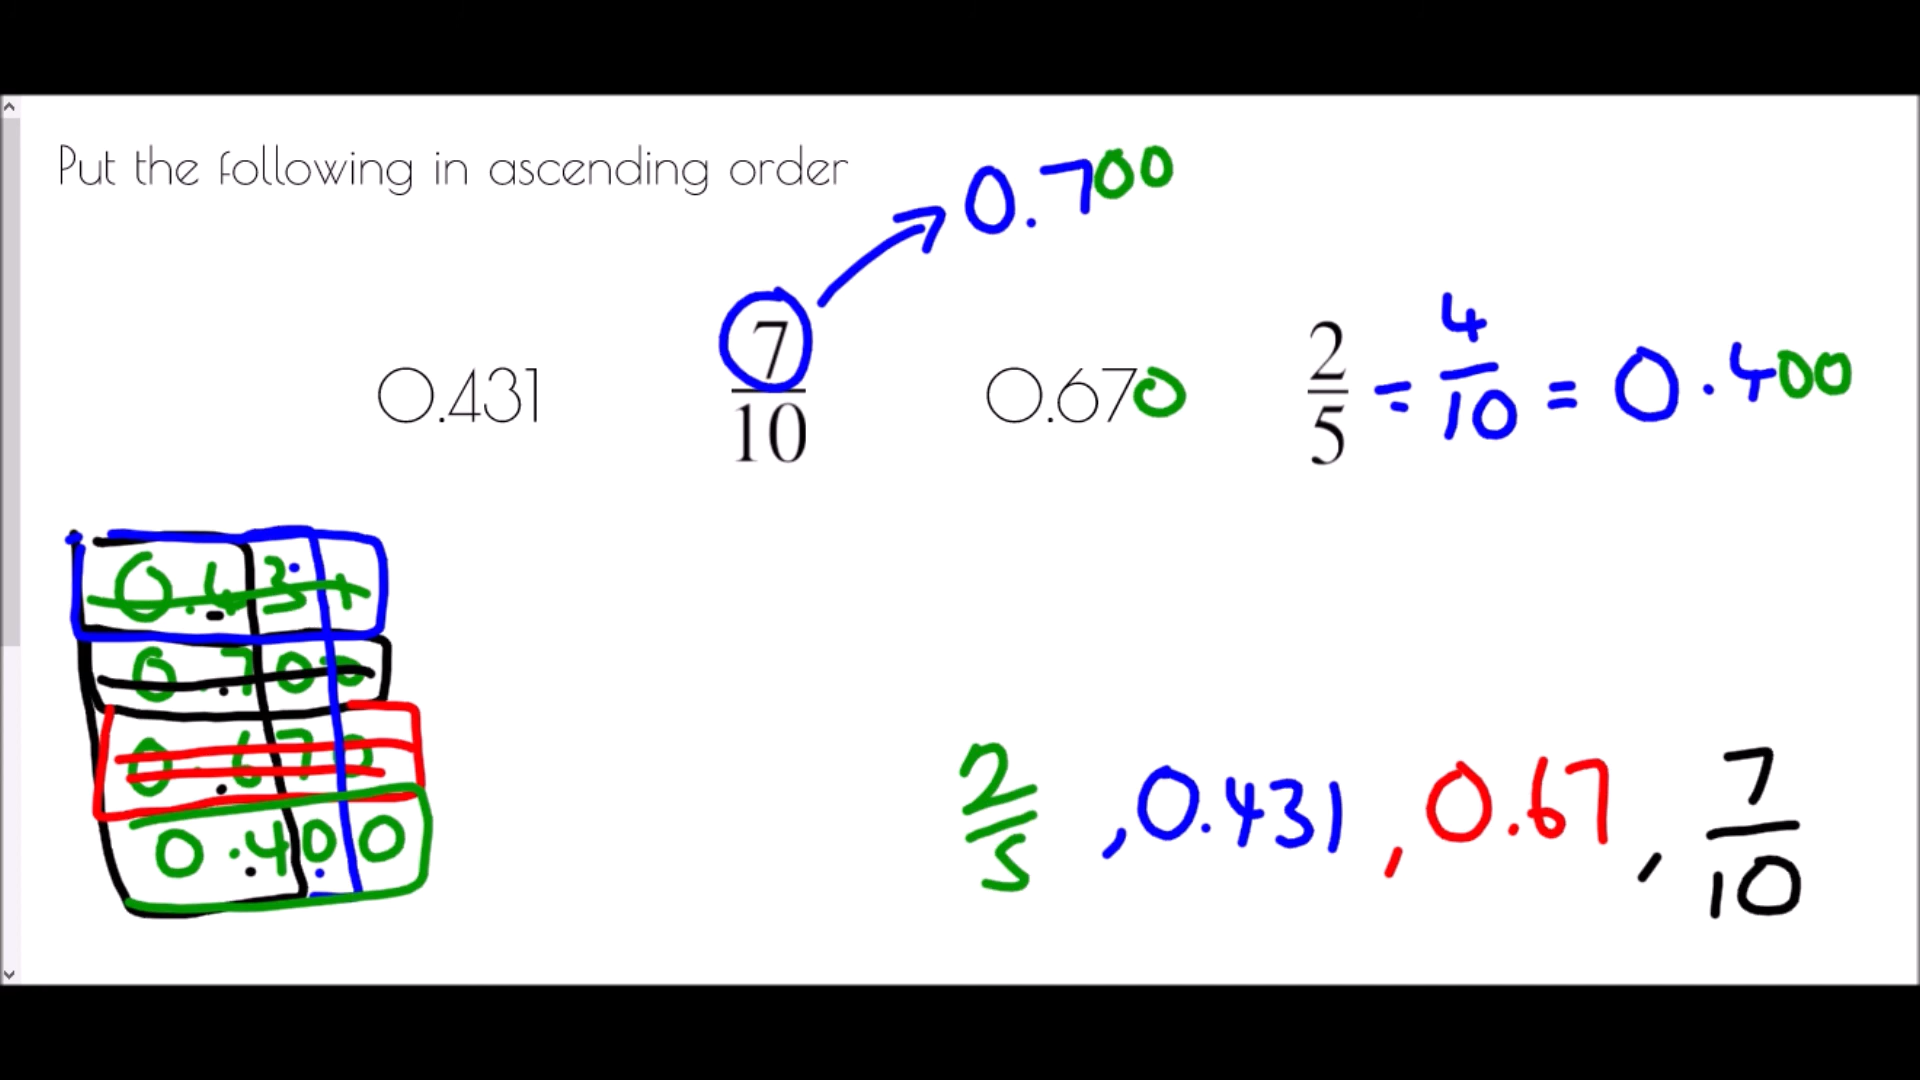 Put the following in ascending order
0.700
0.431 7/10 0.670 2/5 = 4/10 = 0.400
0.431
0.700
0.670
0.400
2/5 , 0.431 , 0.67 , 7/10